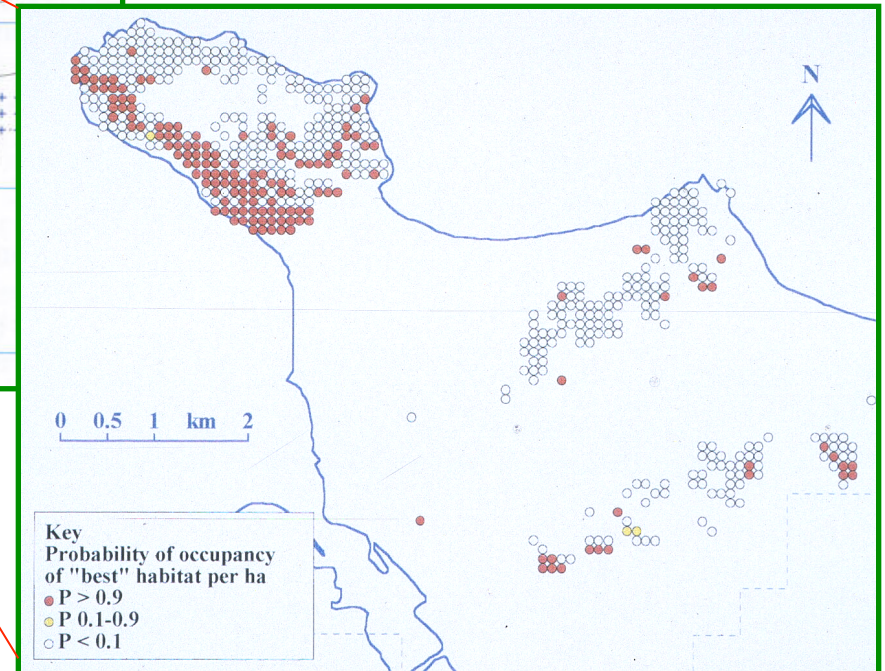 N
0 0.5 1 km 2
Key
Probability of occupancy
of "best" habitat per ha
P > 0.9
P 0.1-0.9
P < 0.1